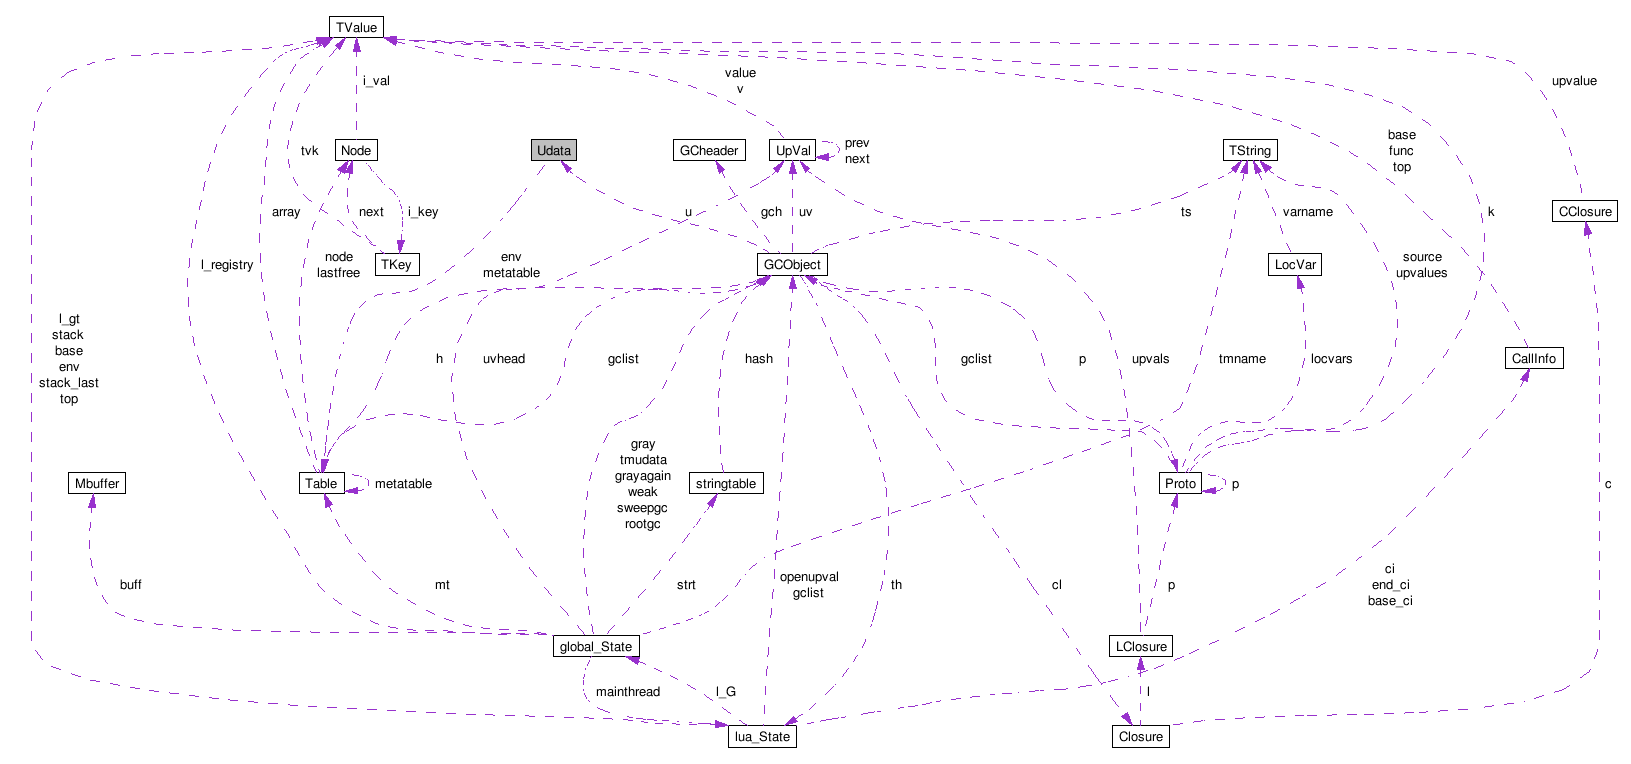 TValue
i_val
value
v
upvalue
Node
Udata
GCheader
UpVal
prev
next
TString
base
func
top
tvk
array
next
i_key
u
gch
uv
ts
varname
k
CClosure
l_registry
node
lastfree
TKey
env
metatable
GCObject
LocVar
source
upvalues
l_gt
stack
base
env
stack_last
top
h
uvhead
gclist
hash
gclist
p
upvals
tmname
locvars
CallInfo
gray
tmudata
grayagain
weak
sweepgc
rootgc
Mbuffer
Table
metatable
stringtable
Proto
p
c
buff
mt
strt
openupval
gclist
th
cl
p
ci
end_ci
base_ci
global_State
LClosure
mainthread
l_G
l
lua_State
Closure